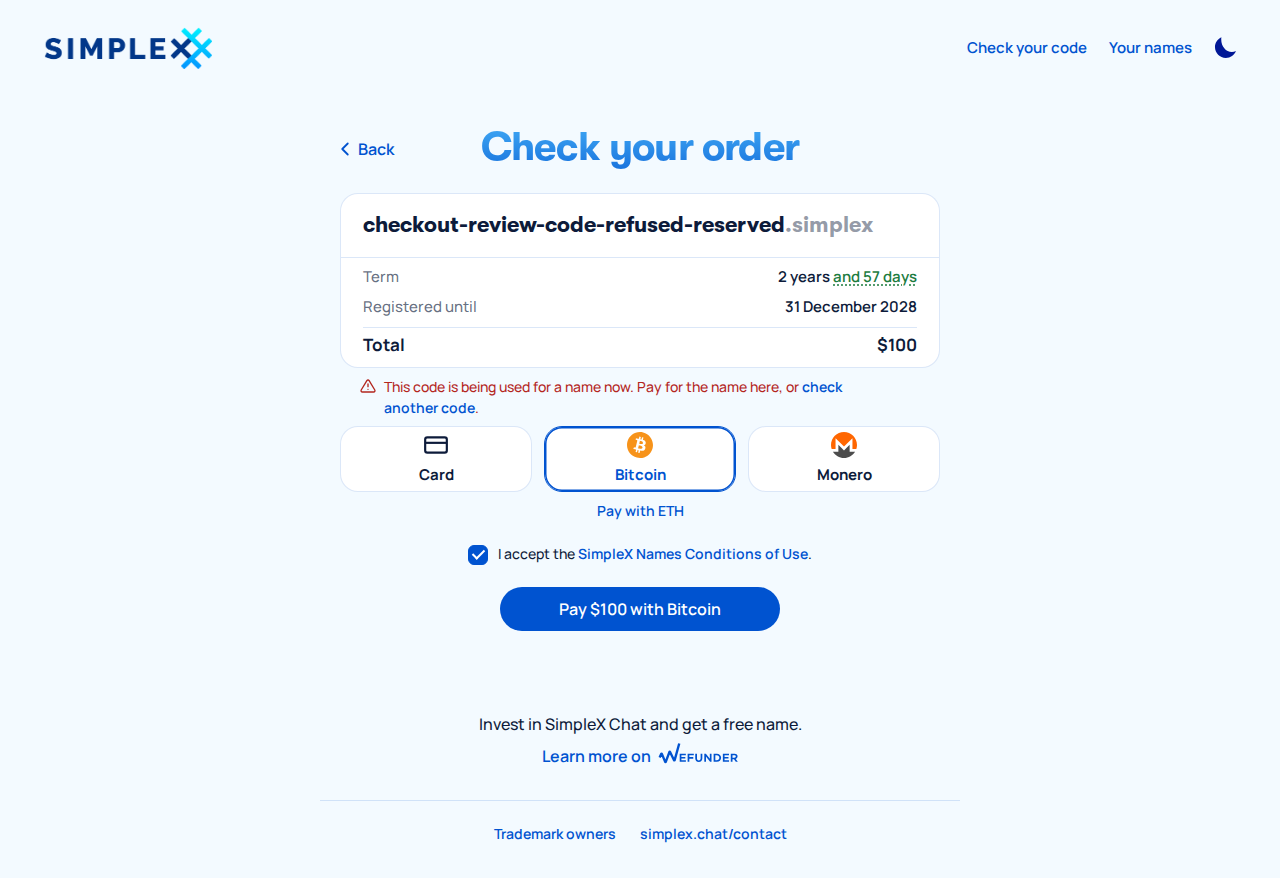 SIMPLEX
Check your code
Your names
Back
Check your order
checkout-review-code-refused-reserved.simplex
Term
2 years and 57 days
Registered until
31 December 2028
Total
$100
This code is being used for a name now. Pay for the name here, or check
another code.
Card
Bitcoin
Monero
Pay with ETH
I accept the SimpleX Names Conditions of Use.
Pay $100 with Bitcoin
Invest in SimpleX Chat and get a free name.
Learn more on WEFUNDER
Trademark owners
simplex.chat/contact